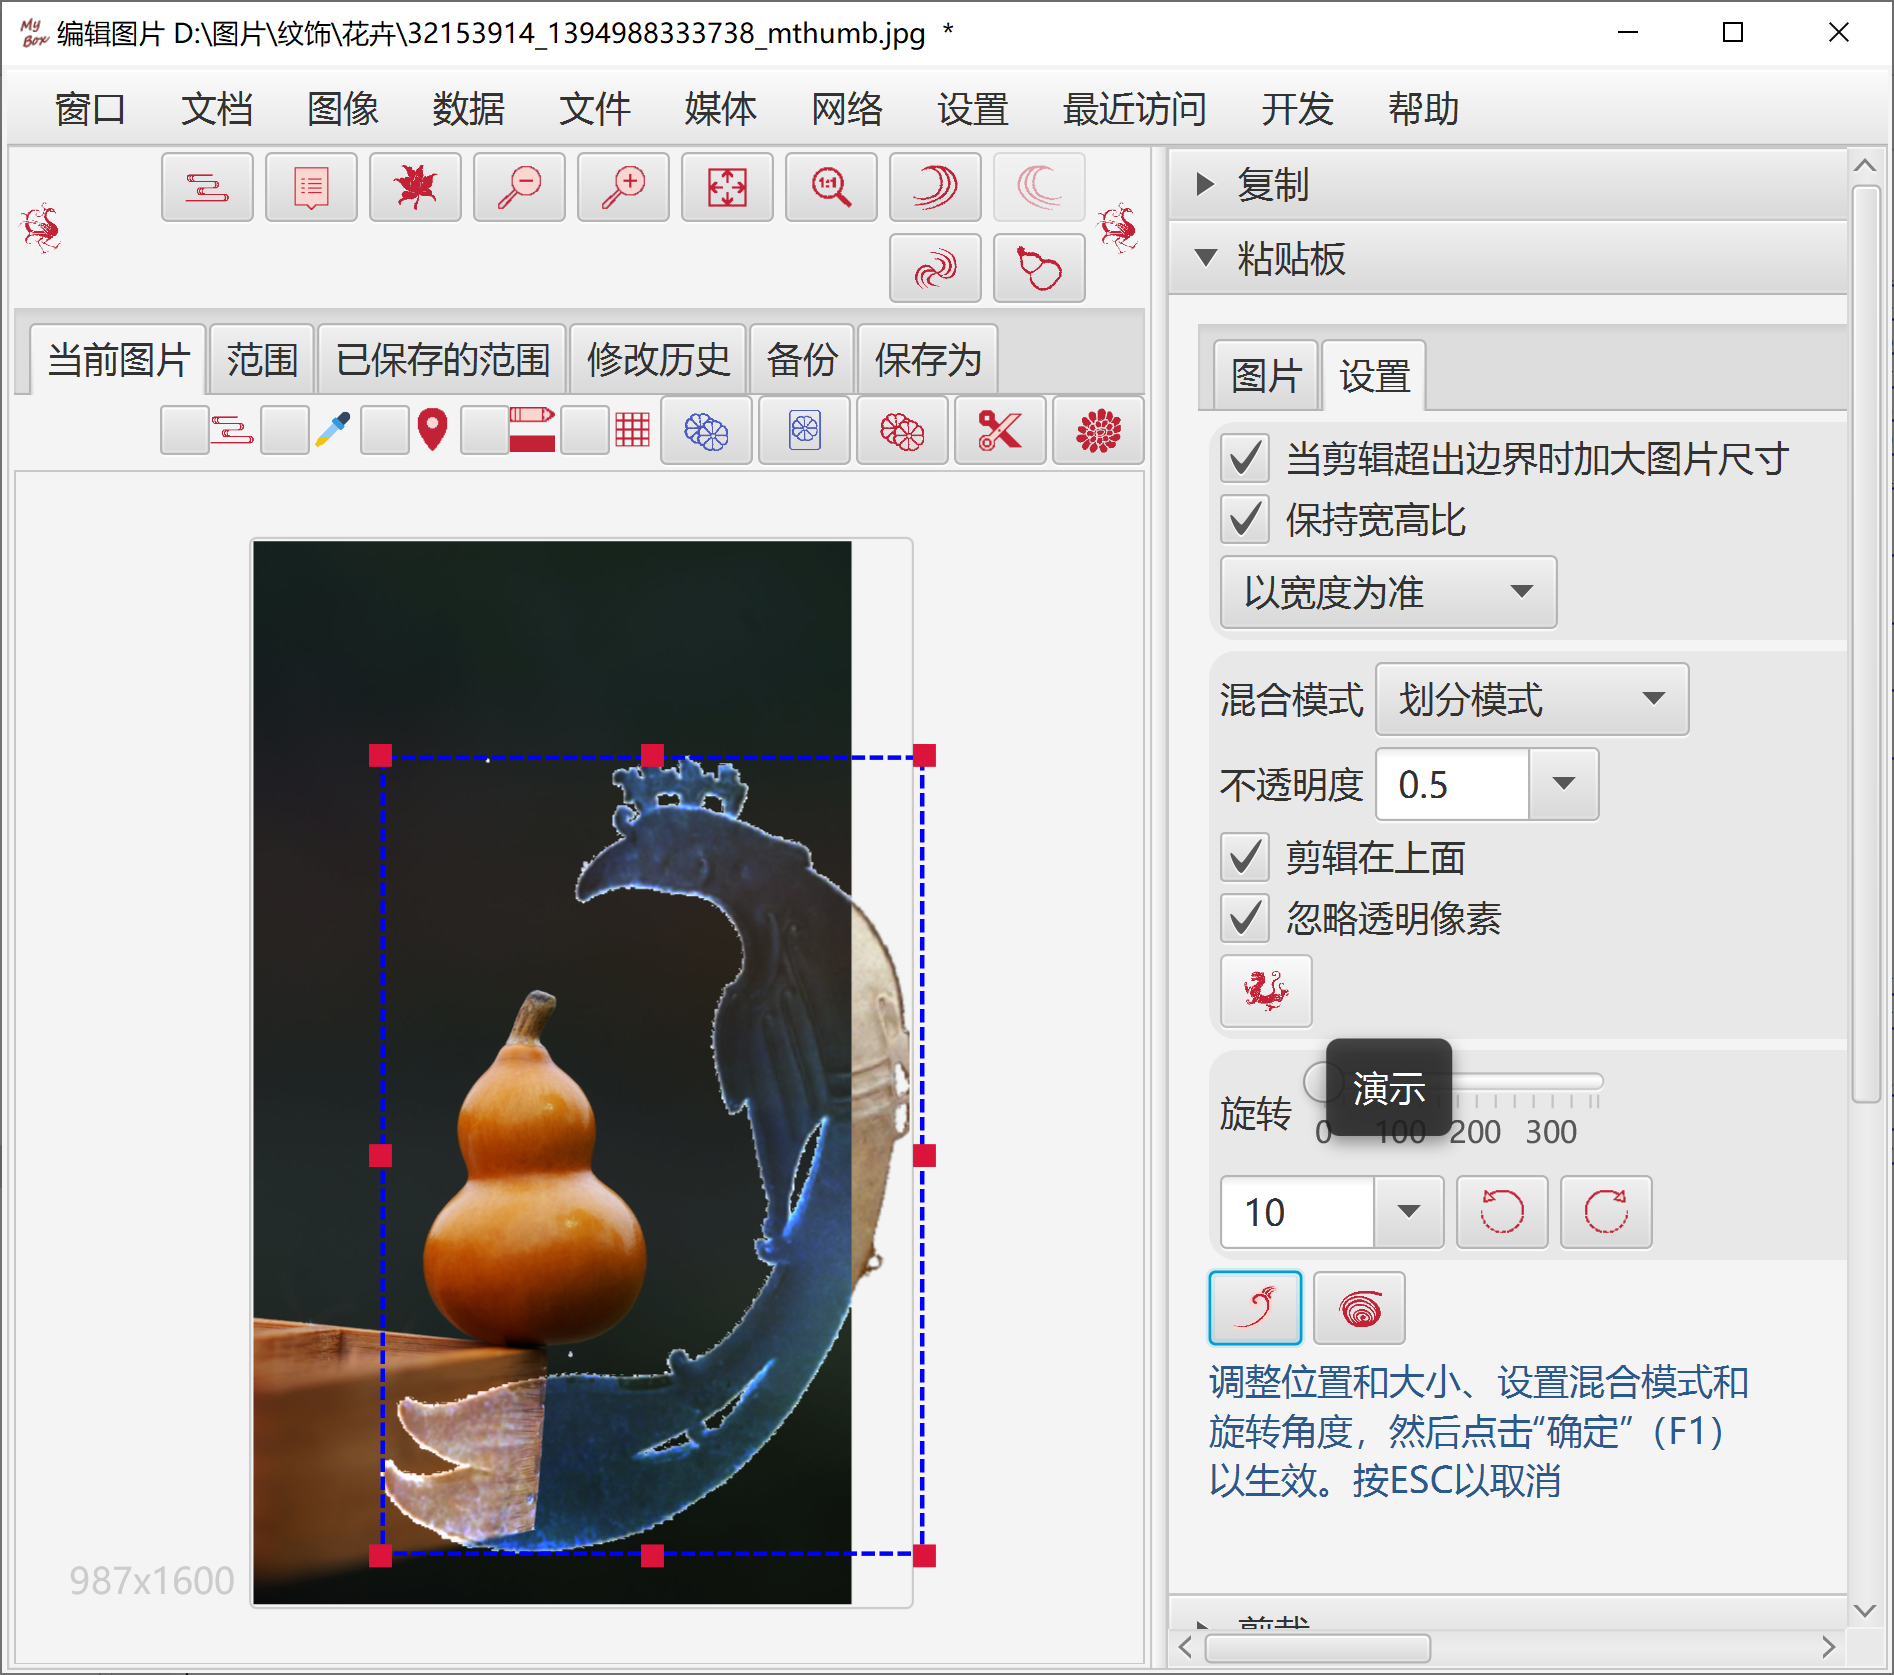 My Box 编辑图片 D:\图片\纹饰\花卉\32153914_1394988333738_mthumb.jpg *
窗口 文档 图像 数据 文件 媒体 网络 设置 最近访问 开发 帮助
1:1
当前图片 范围 已保存的范围 修改历史 备份 保存为
987x1600
复制
粘贴板
图片 设置
当剪辑超出边界时加大图片尺寸
保持宽高比
以宽度为准
混合模式 划分模式
不透明度 0.5
剪辑在上面
忽略透明像素
演示
旋转 0 100 200 300
10
调整位置和大小、设置混合模式和
旋转角度，然后点击“确定”（F1）
以生效。按ESC以取消
剪裁